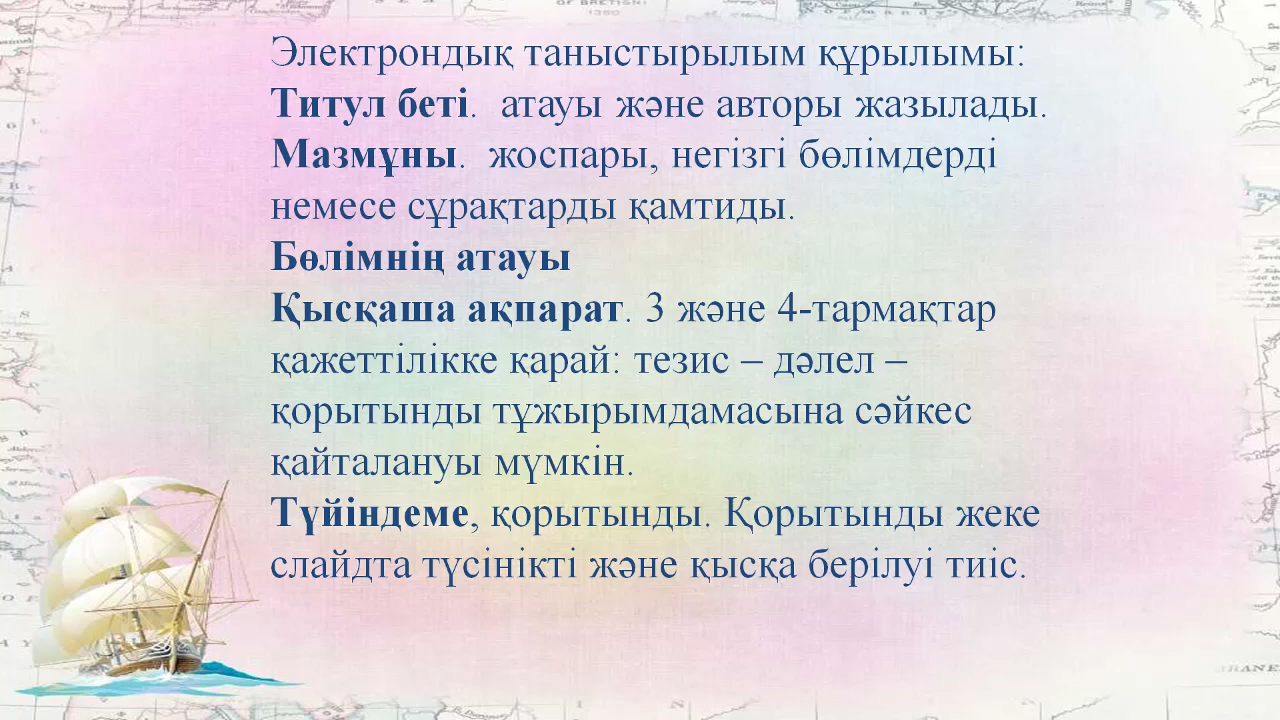 Электрондық таныстырылым құрылымы:
Титул беті.  атауы және авторы жазылады.
Мазмұны.  жоспары, негізгі бөлімдерді
немесе сұрақтарды қамтиды.
Бөлімнің атауы
Қысқаша ақпарат. 3 және 4-тармақтар
қажеттілікке қарай: тезис – дәлел –
қорытынды тұжырымдамасына сәйкес
қайталануы мүмкін.
Түйіндеме, қорытынды. Қорытынды жеке
слайдта түсінікті және қысқа берілуі тиіс.